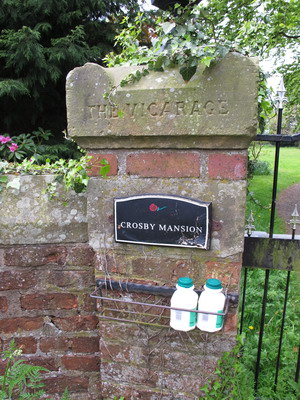 THE VICARAGE
CROSBY MANSION